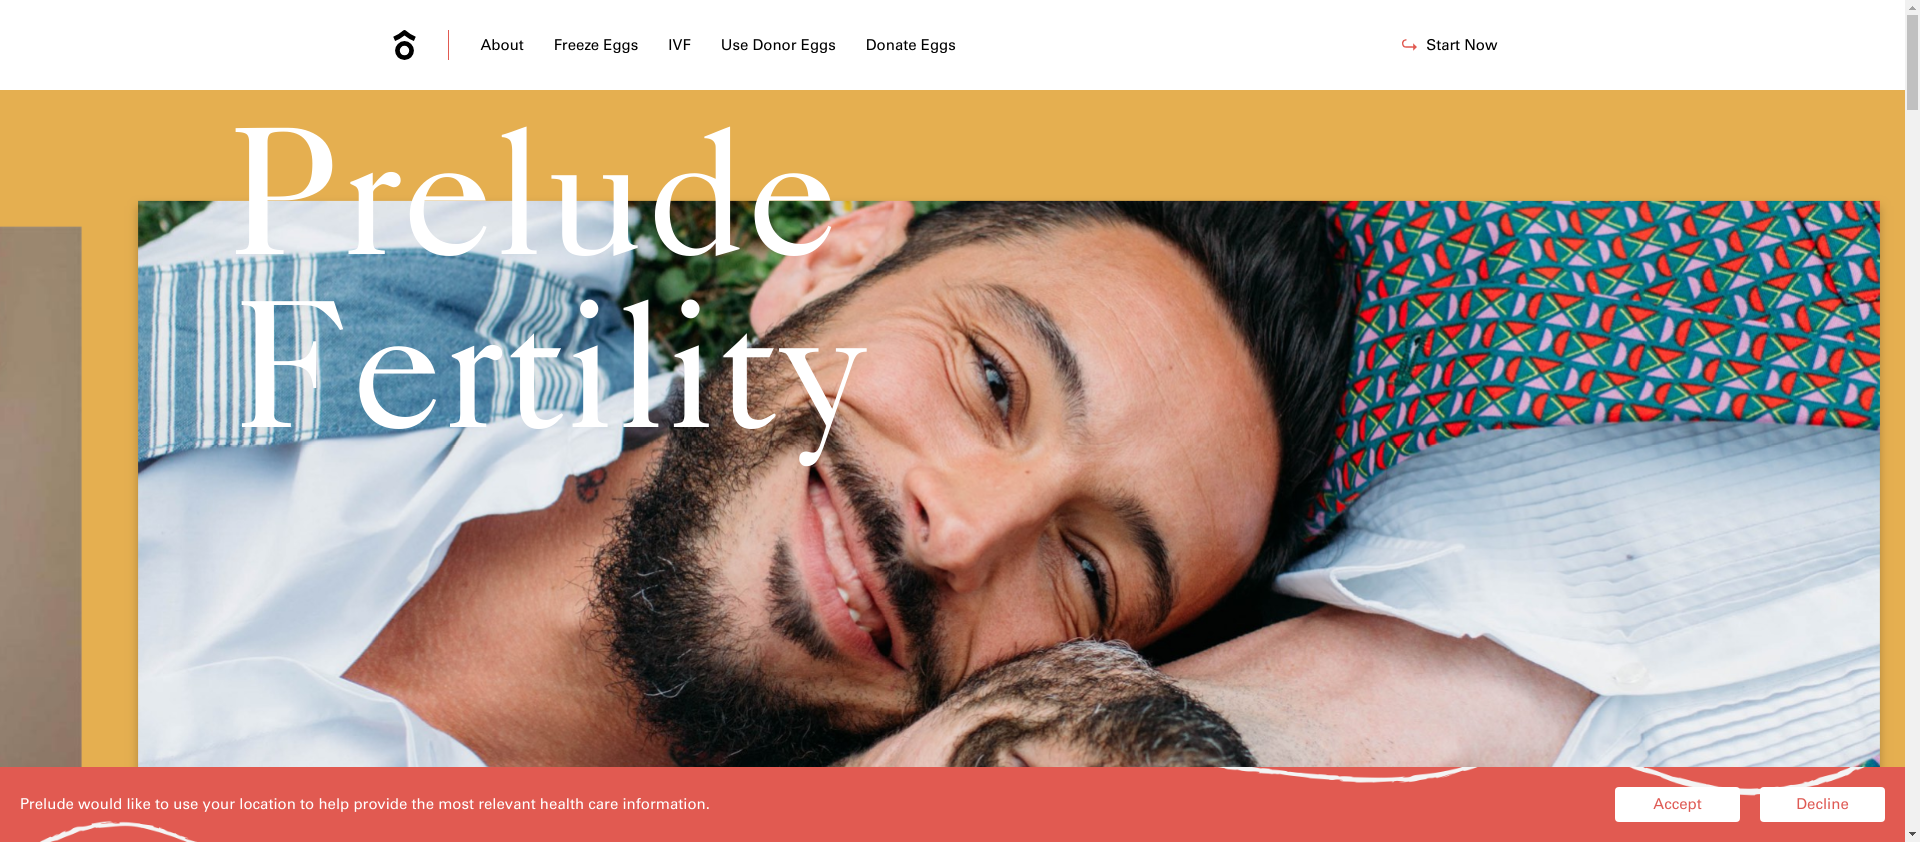 About
Freeze Eggs
IVF
Use Donor Eggs
Donate Eggs
Start Now
Prelude
Fertility
Prelude would like to use your location to help provide the most relevant health care information.
Accept
Decline